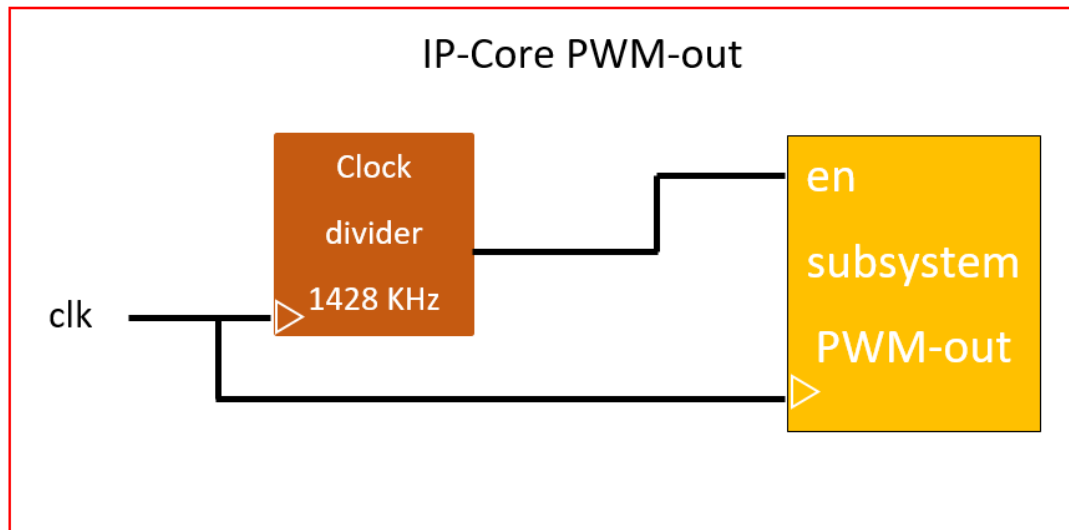 IP-Core PWM-out
Clock
divider
1428 KHz
clk
en
subsystem
PWM-out